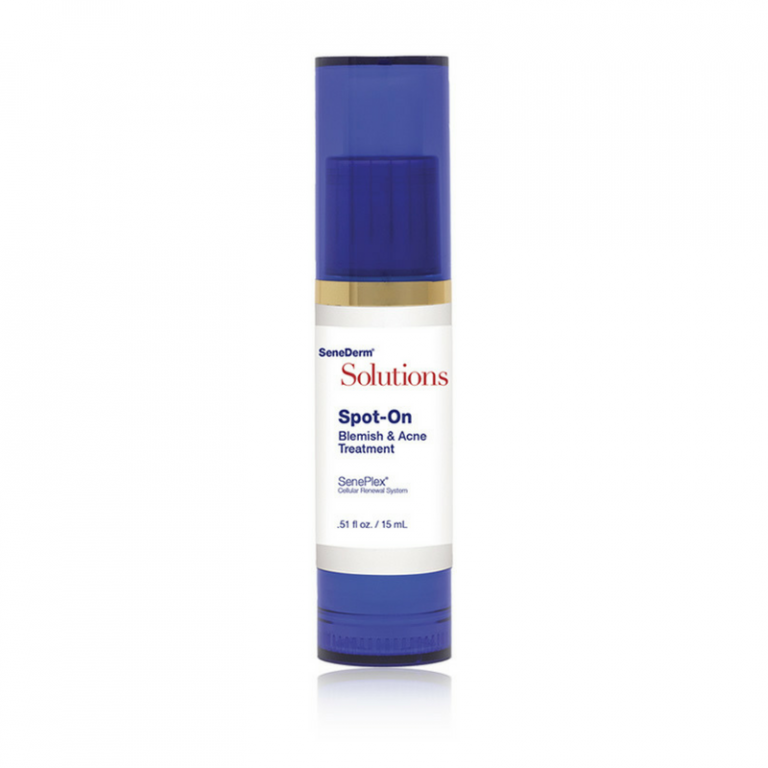 SeneDerm®
Solutions
Spot-On
Blemish & Acne
Treatment
SenePlex®
Cellular Renewal System
.51 fl oz. / 15 mL